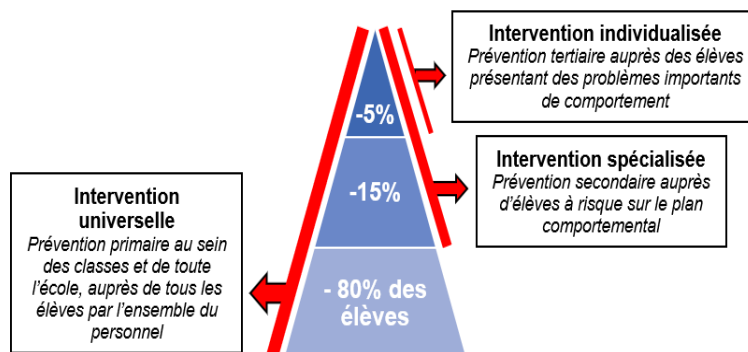 Intervention individualisée
Prévention tertiaire auprès des élèves
présentant des problèmes importants
de comportement
-5%
Intervention spécialisée
Prévention secondaire auprès
d'élèves à risque sur le plan
comportemental
-15%
Intervention
universelle
Prévention primaire au sein
des classes et de toute
l'école, auprès de tous les
élèves par l'ensemble du
personnel
- 80% des
élèves